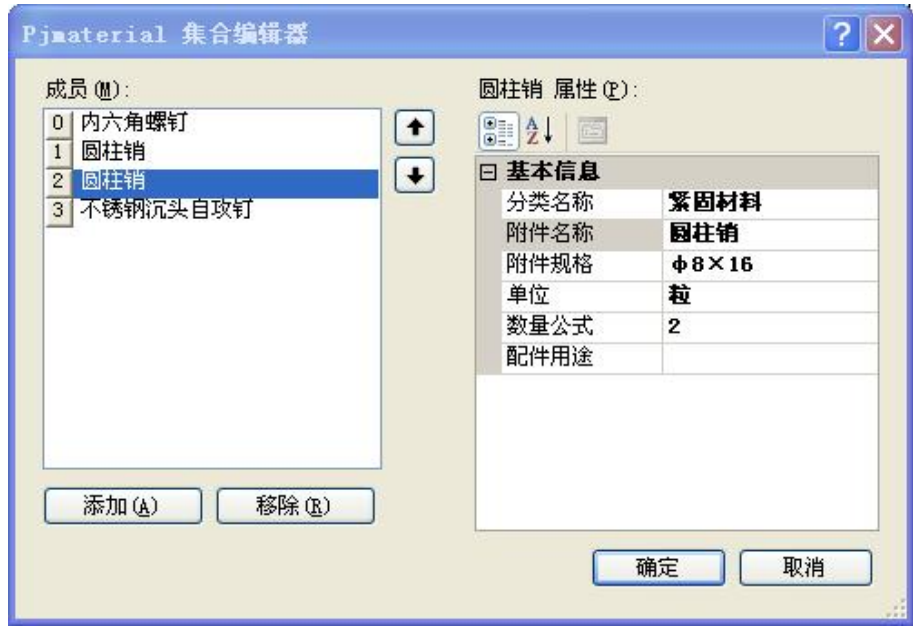 Pjmaterial 集合编辑器
成员(M):
0 内六角螺钉
1 圆柱销
2 圆柱销
3 不锈钢沉头自攻钉
添加(A) 移除(R)
圆柱销 属性(P):
基本信息
分类名称 紧固材料
附件名称 圆柱销
附件规格 φ8×16
单位 粒
数量公式 2
配件用途
确定 取消